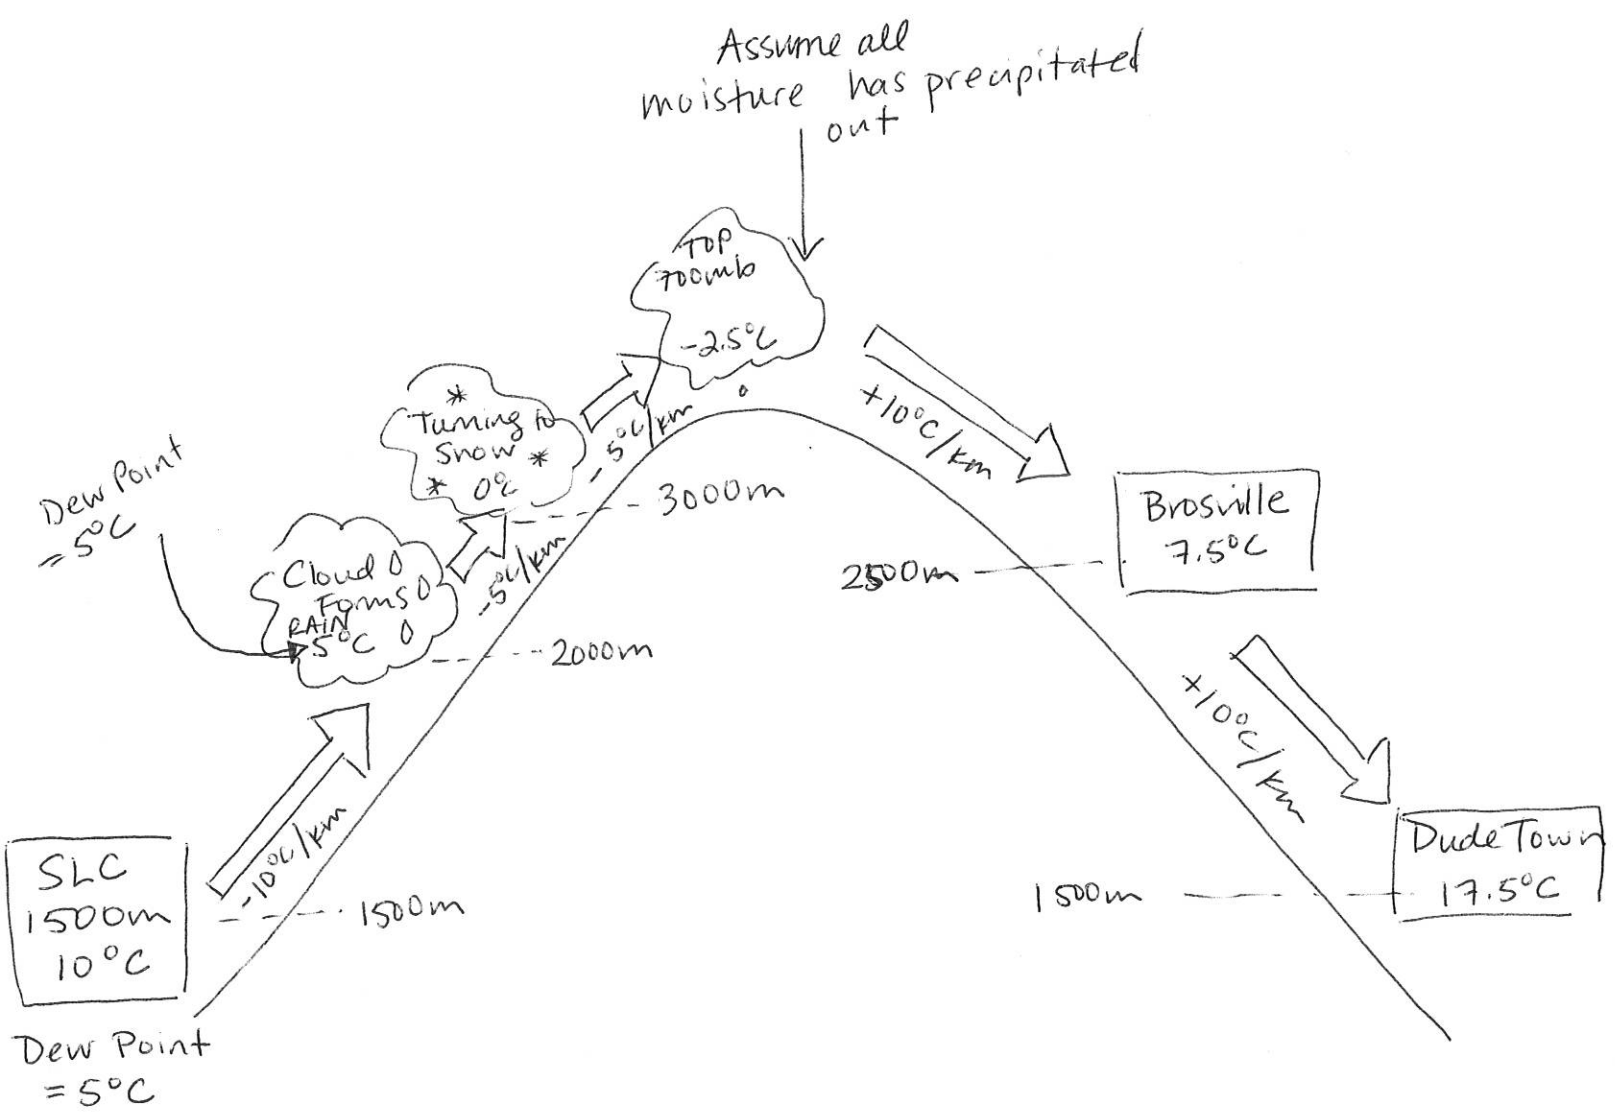 Assume all
moisture has precipitated
out
TOP
700mb
-2.5°C
+10°C/km
-5°C/km
*
Turning to
Snow *
* 0°C
3000m
Dew Point
= 5°C
Cloud
Forms
RAIN
5°C
-5°C/km
2000m
Brosville
7.5°C
2500m
+10°C/km
SLC
1500m
10°C
-10°C/km
1500m
Dude Town
17.5°C
1500m
Dew Point
= 5°C